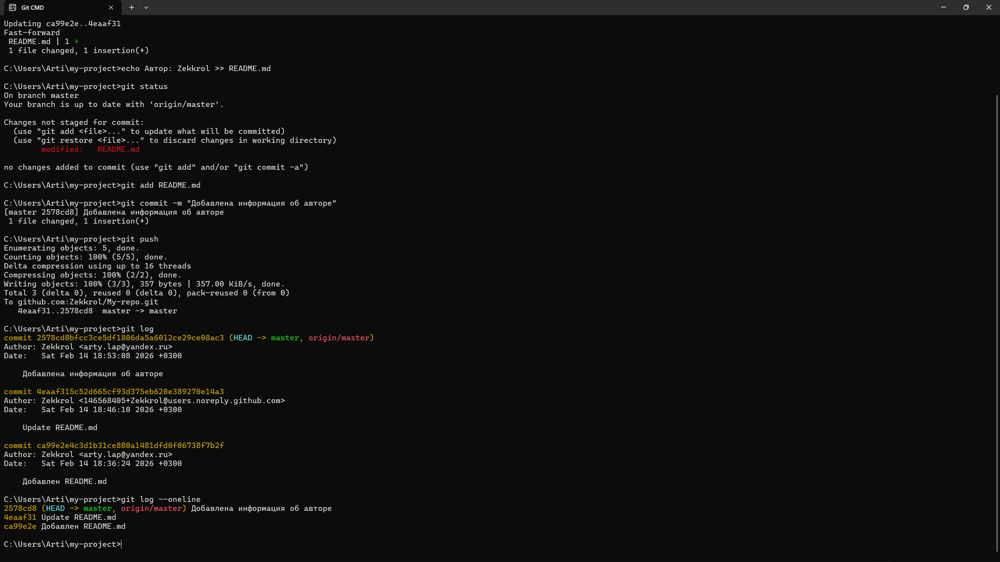 Git CMD
Updating ca99e2e..4eaaf31
Fast-forward
 README.md | 1 +
 1 file changed, 1 insertion(+)
C:\Users\Arti\my-project>echo Автор: Zekkrol >> README.md
C:\Users\Arti\my-project>git status
On branch master
Your branch is up to date with 'origin/master'.
Changes not staged for commit:
  (use "git add <file>..." to update what will be committed)
  (use "git restore <file>..." to discard changes in working directory)
        modified:   README.md
no changes added to commit (use "git add" and/or "git commit -a")
C:\Users\Arti\my-project>git add README.md
C:\Users\Arti\my-project>git commit -m "Добавлена информация об авторе"
[master 2578cd8] Добавлена информация об авторе
 1 file changed, 1 insertion(+)
C:\Users\Arti\my-project>git push
Enumerating objects: 5, done.
Counting objects: 100% (5/5), done.
Delta compression using up to 16 threads
Compressing objects: 100% (2/2), done.
Writing objects: 100% (3/3), 357 bytes | 357.00 KiB/s, done.
Total 3 (delta 0), reused 0 (delta 0), pack-reused 0 (from 0)
To github.com:Zekkrol/My-repo.git
   4eaaf31..2578cd8  master -> master
C:\Users\Arti\my-project>git log
commit 2578cd8bfcc3ce5df1806da5a6012ce29ce08ac3 (HEAD -> master, origin/master)
Author: Zekkrol <arty.lap@yandex.ru>
Date:   Sat Feb 14 18:53:08 2026 +0300
    Добавлена информация об авторе
commit 4eaaf315c52d665cf93d375eb620e389270e14a3
Author: Zekkrol <146568405+Zekkrol@users.noreply.github.com>
Date:   Sat Feb 14 18:46:10 2026 +0300
    Update README.md
commit ca99e2e4c3d1b31ce880a1481dfd0f06738f7b2f
Author: Zekkrol <arty.lap@yandex.ru>
Date:   Sat Feb 14 18:36:24 2026 +0300
    Добавлен README.md
C:\Users\Arti\my-project>git log --oneline
2578cd8 (HEAD -> master, origin/master) Добавлена информация об авторе
4eaaf31 Update README.md
ca99e2e Добавлен README.md
C:\Users\Arti\my-project>